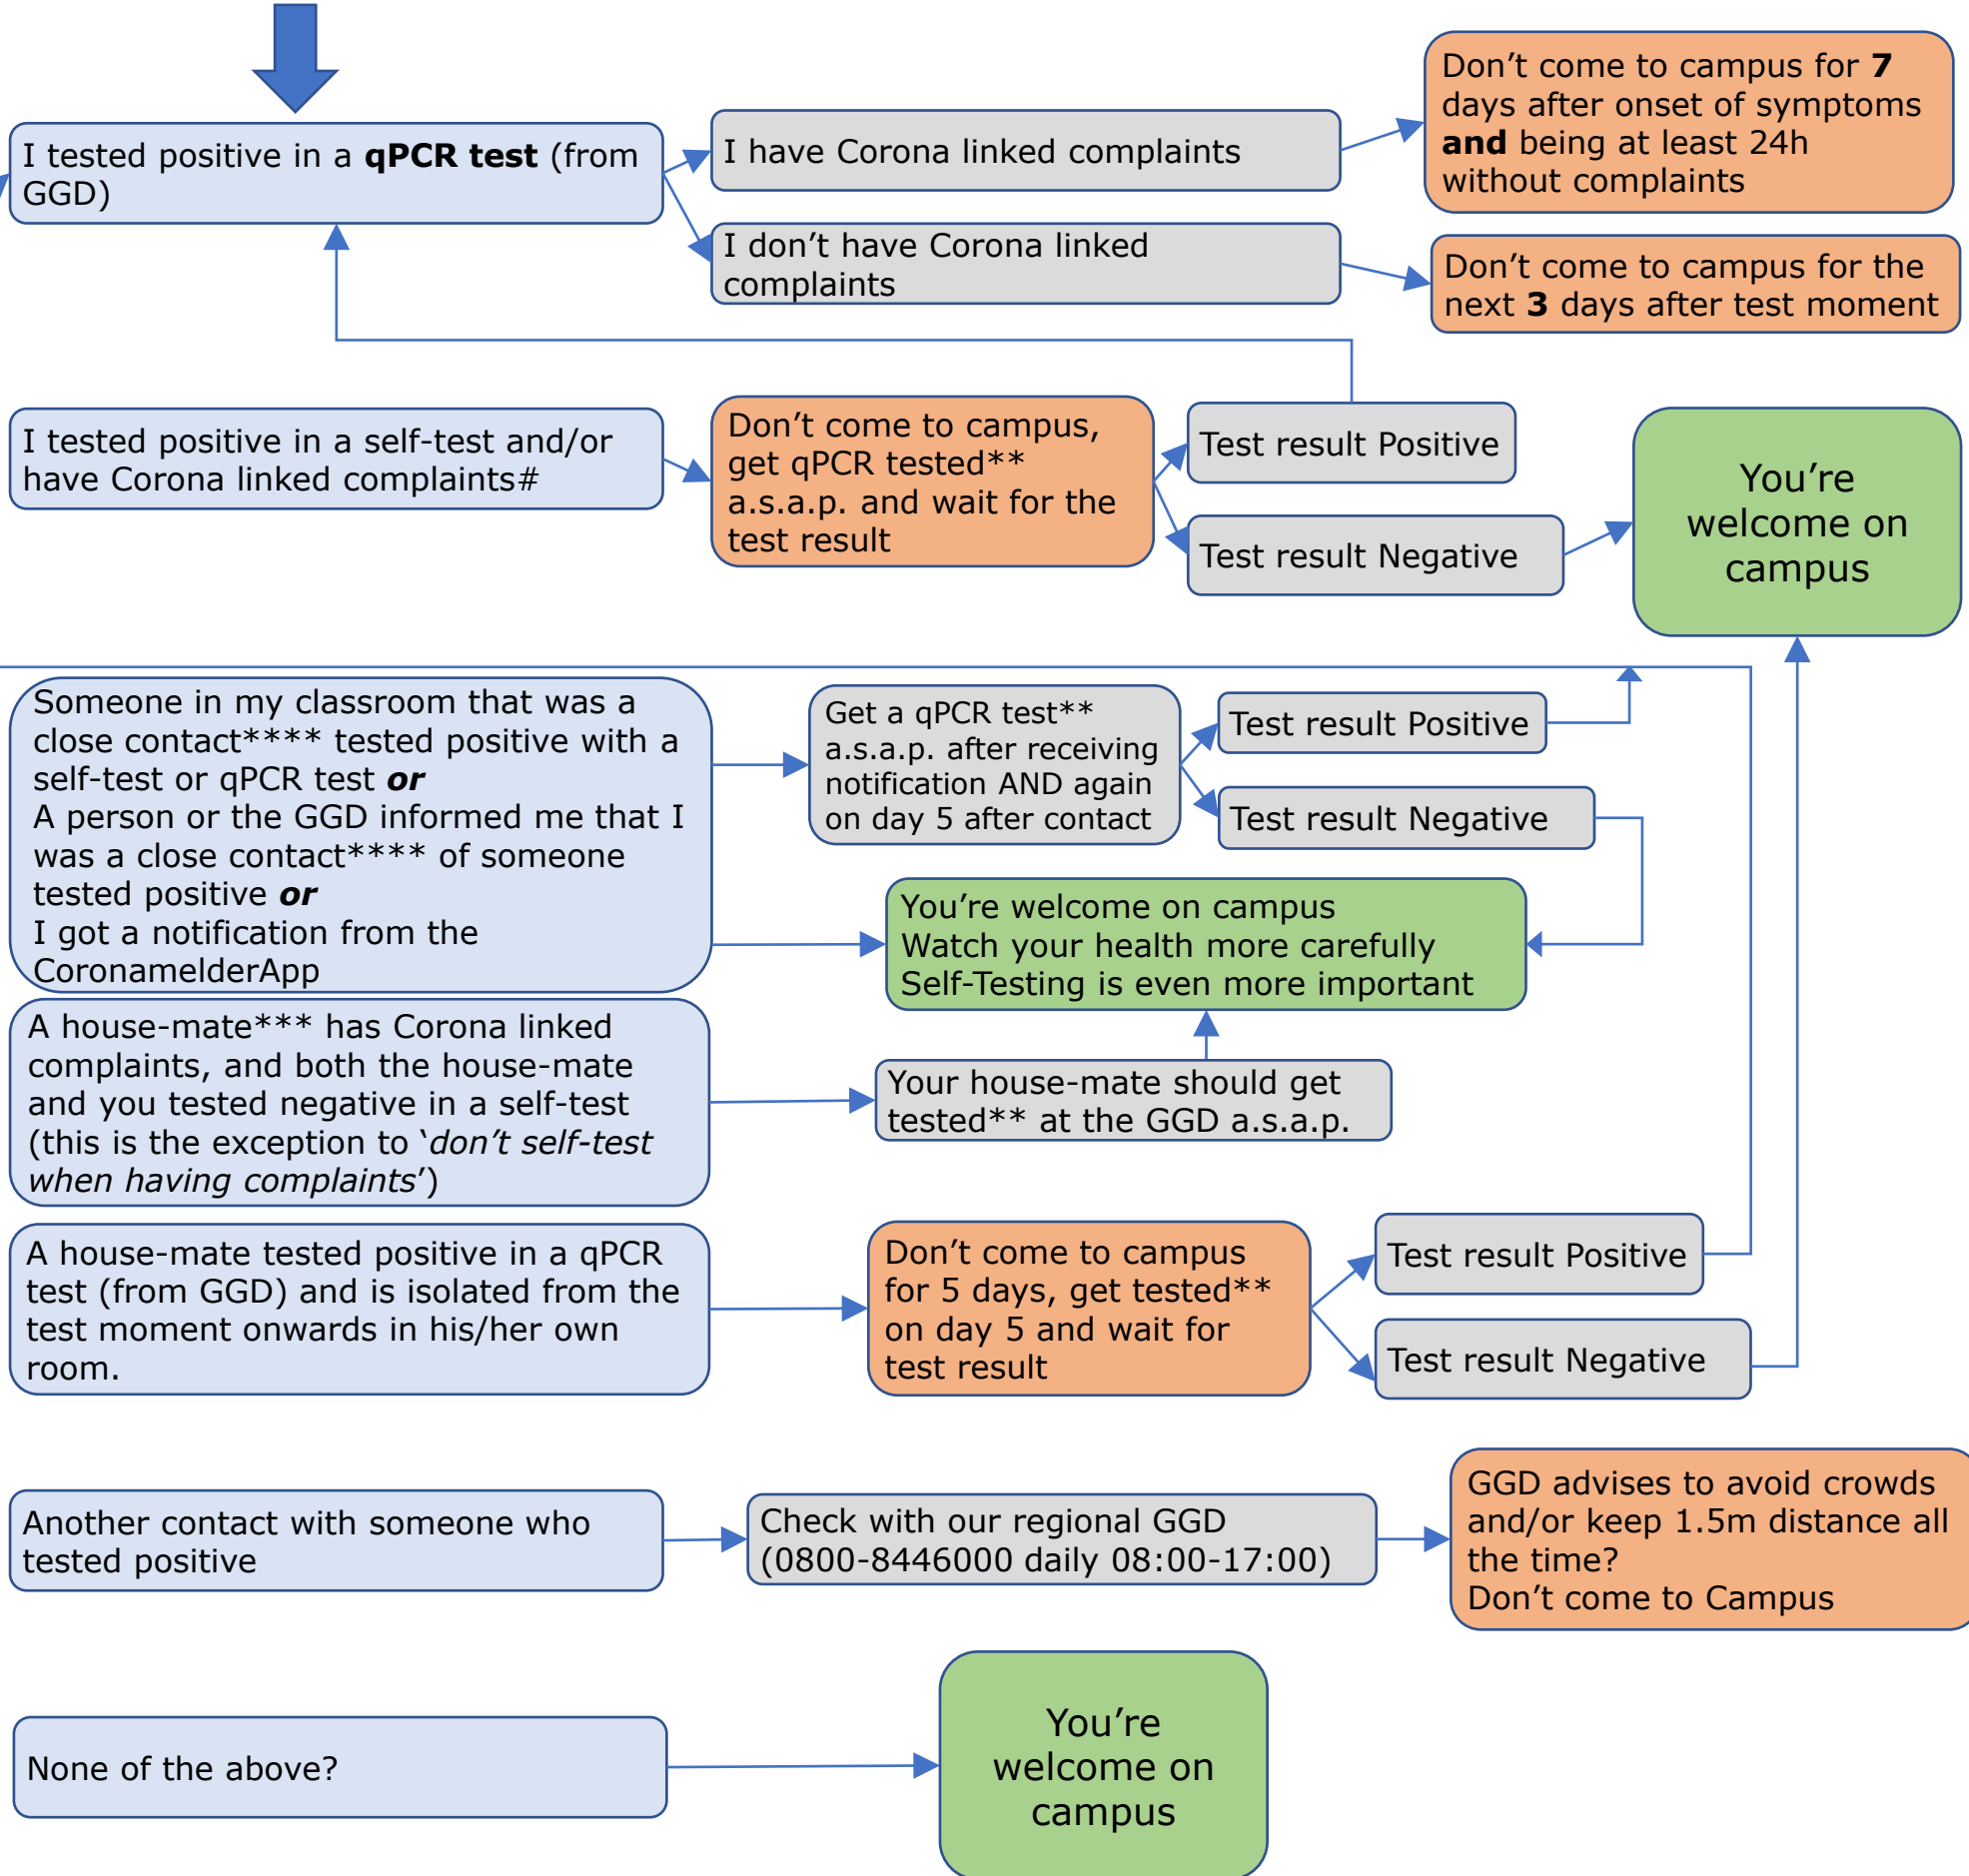 I tested positive in a qPCR test (from
GGD)
I have Corona linked complaints
Don’t come to campus for 7
days after onset of symptoms
and being at least 24h
without complaints
I don’t have Corona linked
complaints
Don’t come to campus for the
next 3 days after test moment
I tested positive in a self-test and/or
have Corona linked complaints#
Don’t come to campus,
get qPCR tested**
a.s.a.p. and wait for the
test result
Test result Positive
Test result Negative
You’re
welcome on
campus
Someone in my classroom that was a
close contact**** tested positive with a
self-test or qPCR test or
A person or the GGD informed me that I
was a close contact**** of someone
tested positive or
I got a notification from the
CoronamelderApp
Get a qPCR test**
a.s.a.p. after receiving
notification AND again
on day 5 after contact
Test result Positive
Test result Negative
You’re welcome on campus
Watch your health more carefully
Self-Testing is even more important
A house-mate*** has Corona linked
complaints, and both the house-mate
and you tested negative in a self-test
(this is the exception to ‘don’t self-test
when having complaints’)
Your house-mate should get
tested** at the GGD a.s.a.p.
A house-mate tested positive in a qPCR
test (from GGD) and is isolated from the
test moment onwards in his/her own
room.
Don’t come to campus
for 5 days, get tested**
on day 5 and wait for
test result
Test result Positive
Test result Negative
Another contact with someone who
tested positive
Check with our regional GGD
(0800-8446000 daily 08:00-17:00)
GGD advises to avoid crowds
and/or keep 1.5m distance all
the time?
Don’t come to Campus
None of the above?
You’re
welcome on
campus